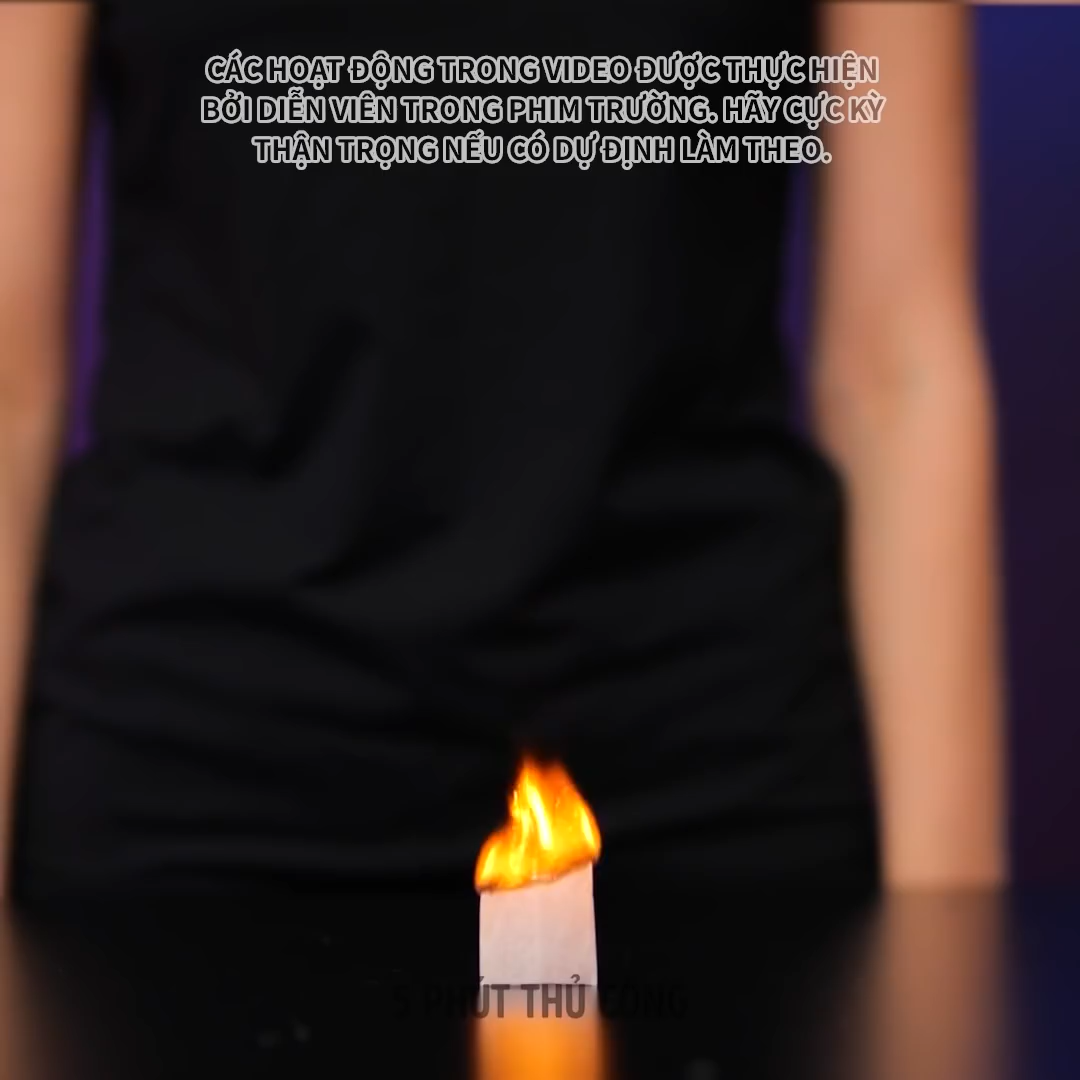 CÁC HOẠT ĐỘNG TRONG VIDEO ĐƯỢC THỰC HIỆN
BỞI DIỄN VIÊN TRONG PHIM TRƯỜNG. HÃY CỰC KỲ
THẬN TRỌNG NẾU CÓ DỰ ĐỊNH LÀM THEO.
5 PHÚT THỦ CÔNG